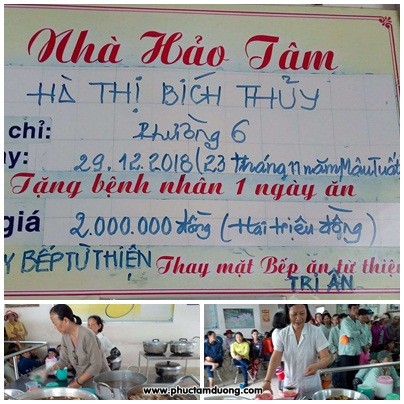 Nhà Hảo Tâm
HÀ THỊ BÍCH THỦY
chỉ: Phường 6
ày: 29.12.2018 (23 tháng 11 năm Mậu Tuất
Tặng bệnh nhân 1 ngày ăn
giá 2.000.000 đồng (Hai triệu đồng)
Y BẾP TỪ THIỆN Thay mặt Bếp ăn từ thiệ
TRI ÂN
www.phuctamduong.com